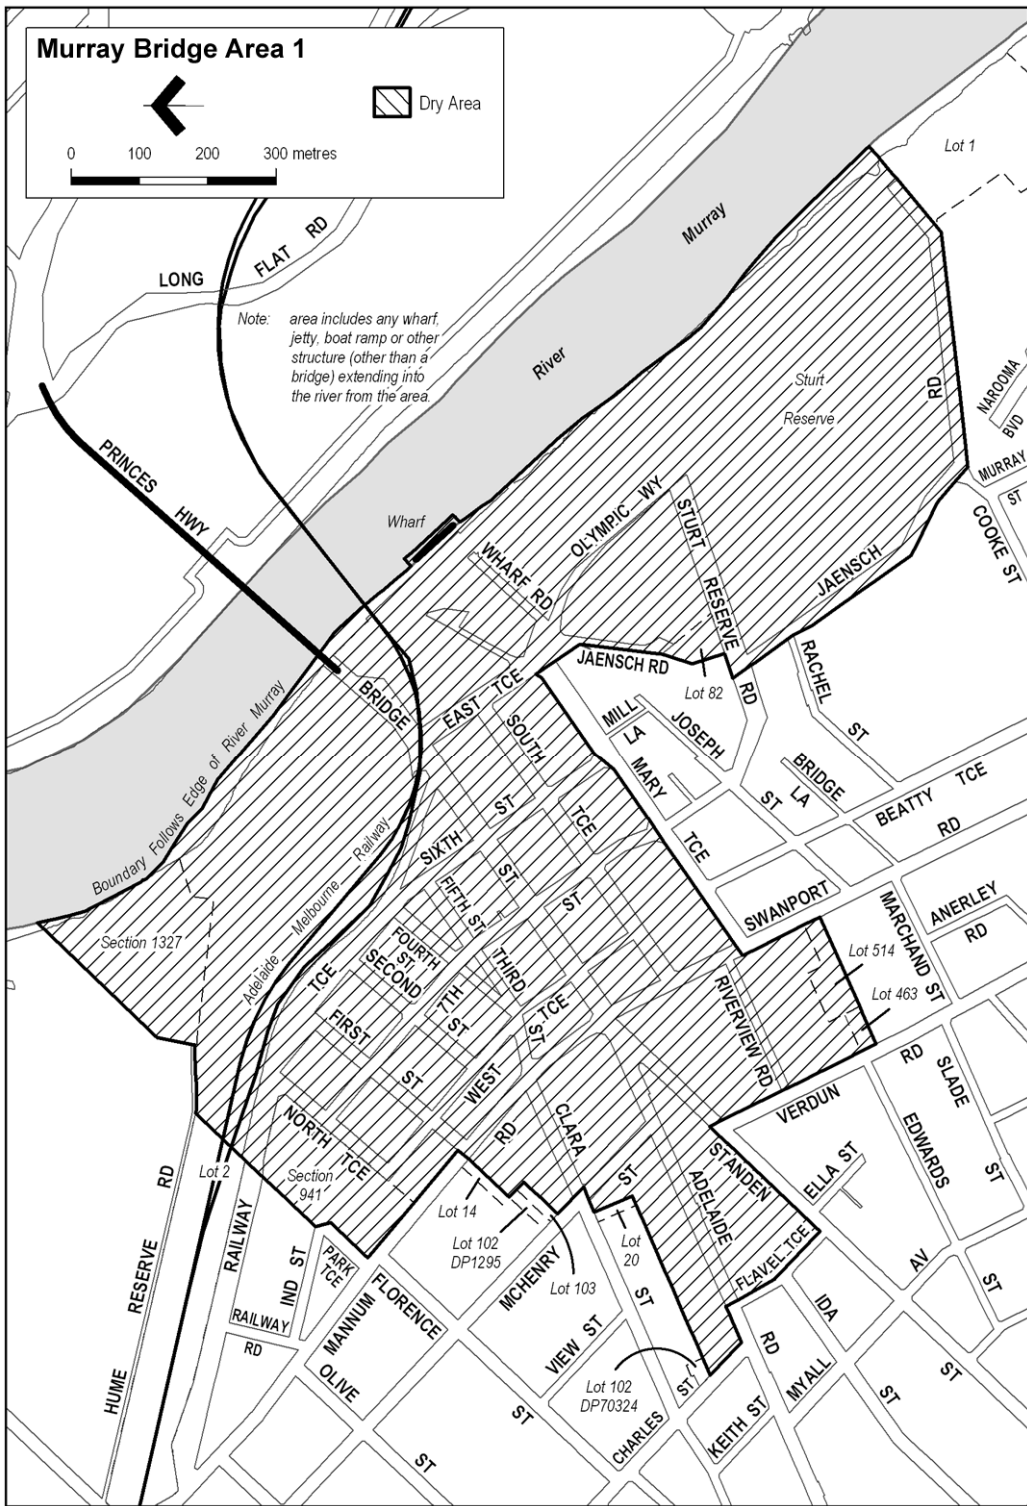 Murray Bridge Area 1
Dry Area
0 100 200 300 metres
Lot 1
Murray
LONG FLAT RD
Note: area includes any wharf,
jetty, boat ramp or other
structure (other than a
bridge) extending into
the river from the area.
River
Sturt
Reserve
RD
NAROOMA
BVD
MURRAY
ST
PRINCES
HWY
Wharf
OLYMPIC WY
STURT
RESERVE
RD
COOKE ST
WHARF RD
JAENSCH
JAENSCH RD
Lot 82
RACHEL
ST
BRIDGE
EAST TCE
SOUTH
TCE
MILL
LA
JOSEPH
ST
MARY
TCE
BRIDGE
LA
BEATTY TCE
RD
Boundary Follows Edge of River Murray
Adelaide Melbourne Railway
ST
SIXTH
ST
FIFTH ST
ST
SWANPORT
MARCHAND ST
ANERLEY
RD
Section 1327
FOURTH
ST
SECOND
THIRD
ST
7TH
ST
TCE
Lot 514
Lot 463
TCE
FIRST
ST
WEST
RIVERVIEW RD
RD
SLADE
ST
VERDUN
EDWARDS
ST
CLARA
ST
RD
NORTH TCE
Section
941
Lot 2
RD
STANDEN
ADELAIDE
RD
ELLA ST
FLAVEL TCE
AV
Lot 14
Lot 102
DP1295
Lot 20
Lot 103
MCHENRY
ST
RESERVE
HUME
RAILWAY
IND ST
PARK
TCE
RAILWAY
RD
MANNUM
FLORENCE
ST
OLIVE
ST
VIEW ST
IDA
ST
MYALL
ST
Lot 102
DP70324
CHARLES
ST
KEITH ST